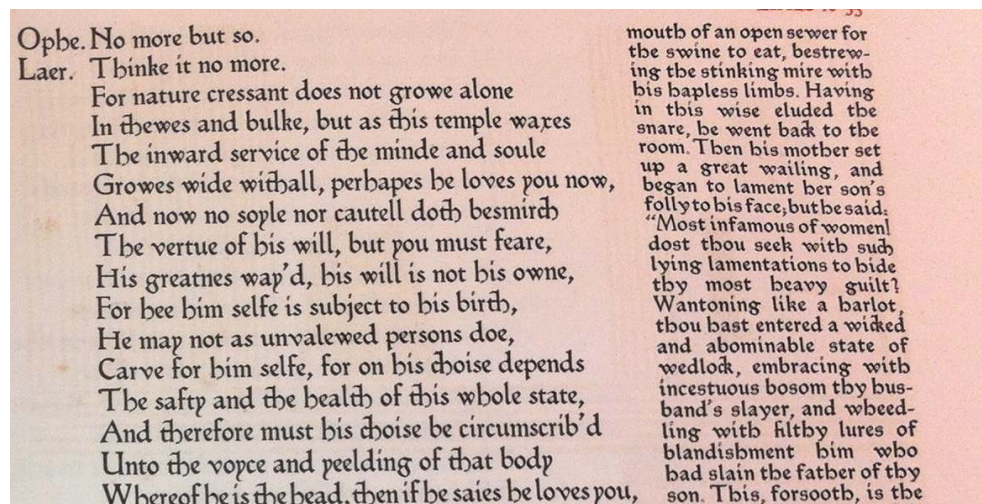 Ophe. No more but so.
Laer. Thinke it no more.
For nature cressant does not growe alone
In thewes and bulke, but as this temple waxes
The inward service of the minde and soule
Growes wide withall, perhapes he loves you now,
And now no soyle nor cautell doth besmirch
The vertue of his will, but you must feare,
His greatnes way'd, his will is not his owne,
For hee him selfe is subject to his birth,
He may not as unvalewed persons doe,
Carve for him selfe, for on his choise depends
The safty and the health of this whole state,
And therefore must his choise be circumscrib'd
Unto the voyce and yeelding of that body
Whereof he is the head, then if he saies he loves you,
mouth of an open sewer for
the swine to eat, bestrew-
ing the stinking mire with
his hapless limbs. Having
in this wise eluded the
snare, he went back to the
room. Then his mother set
up a great wailing, and
began to lament her son's
folly to his face; but he said:
"Most infamous of women!
dost thou seek with such
lying lamentations to hide
thy most heavy guilt?
Wantoning like a harlot,
thou hast entered a wicked
and abominable state of
wedlock, embracing with
incestuous bosom thy hus-
band's slayer, and wheed-
ling with filthy lures of
blandishment him who
had slain the father of thy
son. This, forsooth, is the